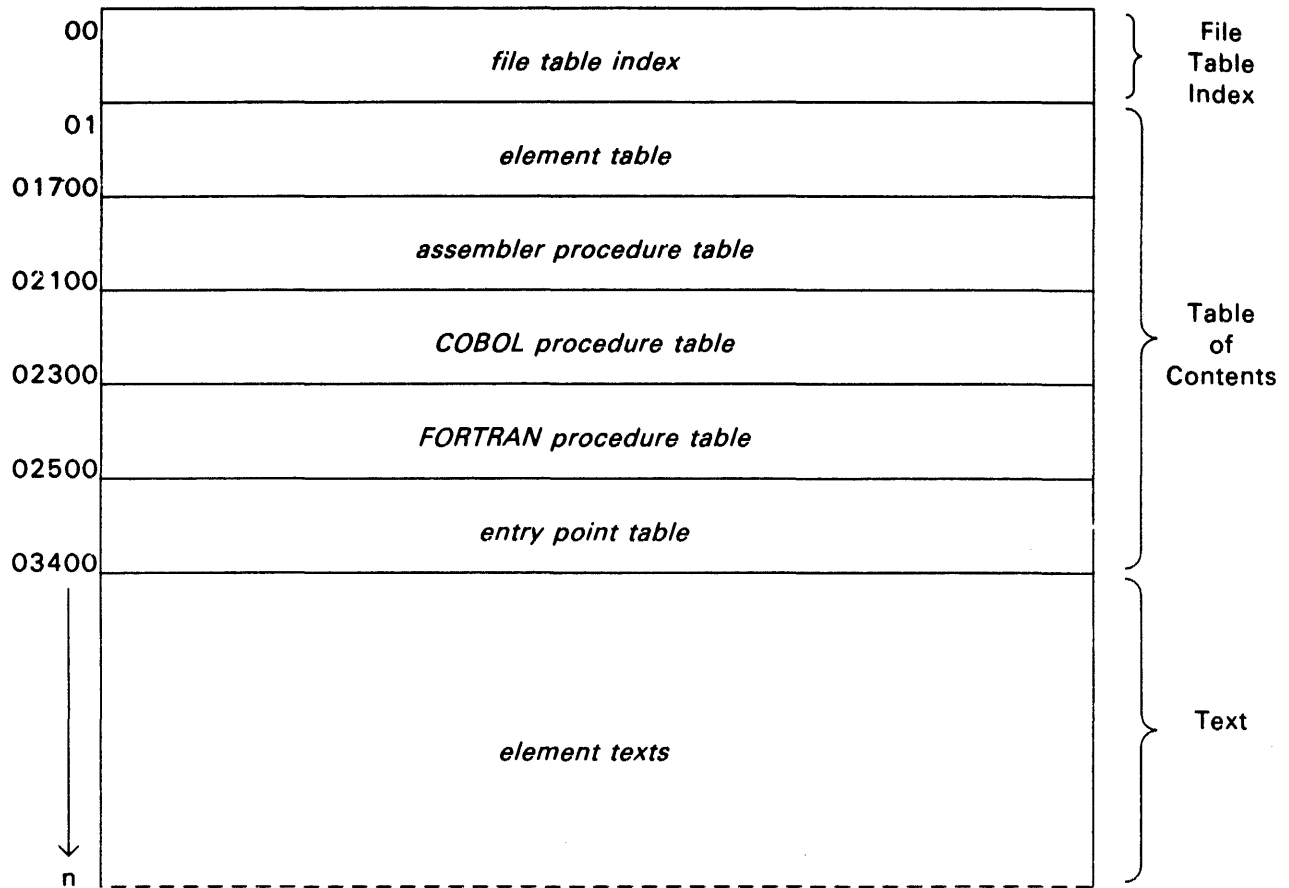 00
file table index
File
Table
Index
01
element table
01700
assembler procedure table
02100
COBOL procedure table
Table
of
Contents
02300
FORTRAN procedure table
02500
entry point table
03400
element texts
Text
n